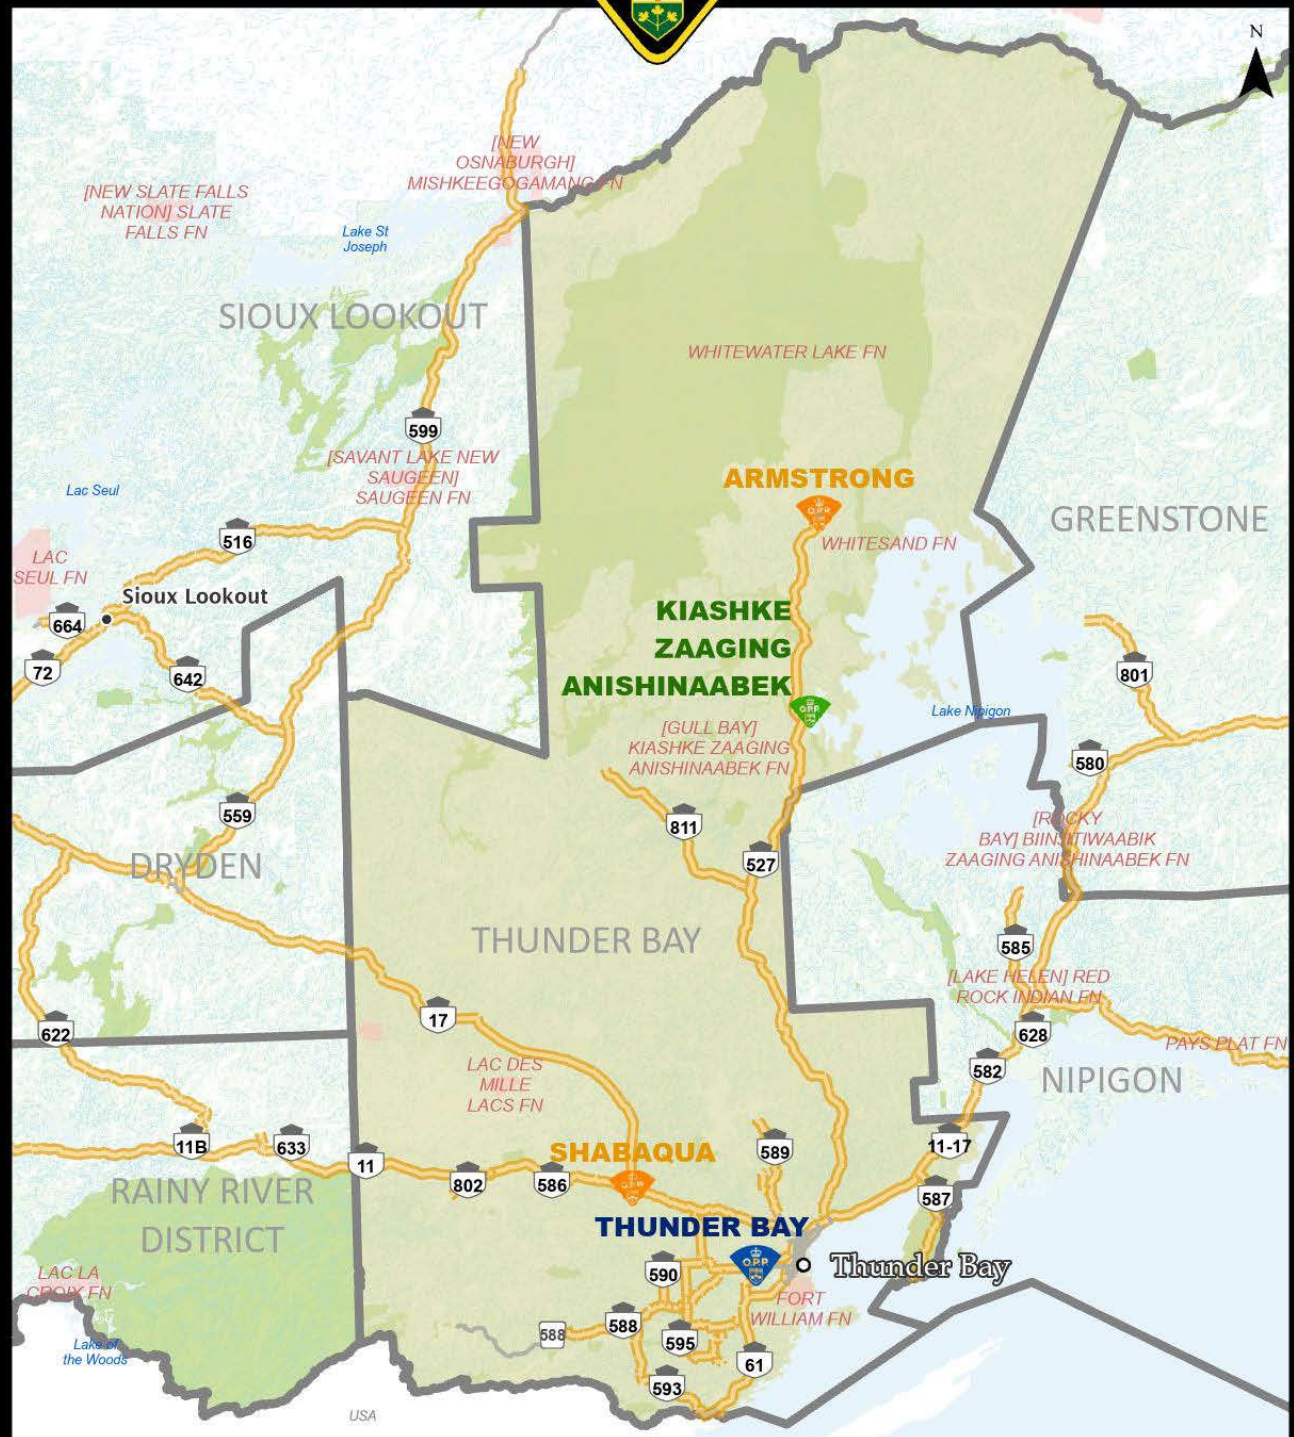 N
[NEW
OSNABURGH]
MISHKEEGOGAMANG FN
[NEW SLATE FALLS
NATION] SLATE
FALLS FN
Lake St
Joseph
SIOUX LOOKOUT
WHITEWATER LAKE FN
599
[SAVANT LAKE NEW
SAUGEEN]
SAUGEEN FN
ARMSTRONG
O.P.P.
Lac Seul
GREENSTONE
516
WHITESAND FN
LAC
SEUL FN
Sioux Lookout
664
KIASHKE
ZAAGING
ANISHINAABEK
O.P.P.
72
642
801
Lake Nipigon
[GULL BAY]
KIASHKE ZAAGING
ANISHINAABEK FN
580
559
811
527
[ROCKY
BAY] BIINJITIWAABIK
ZAAGING ANISHINAABEK FN
DRYDEN
THUNDER BAY
585
[LAKE HELEN] RED
ROCK INDIAN FN
17
622
628
PAYS PLAT FN
LAC DES
MILLE
LACS FN
582
NIPIGON
11B
633
11
SHABAQUA
O.P.P.
589
11-17
802
586
587
RAINY RIVER
DISTRICT
THUNDER BAY
O.P.P.
Thunder Bay
590
LAC LA
CROIX FN
FORT
WILLIAM FN
588
588
595
Lake of
the Woods
61
593
USA